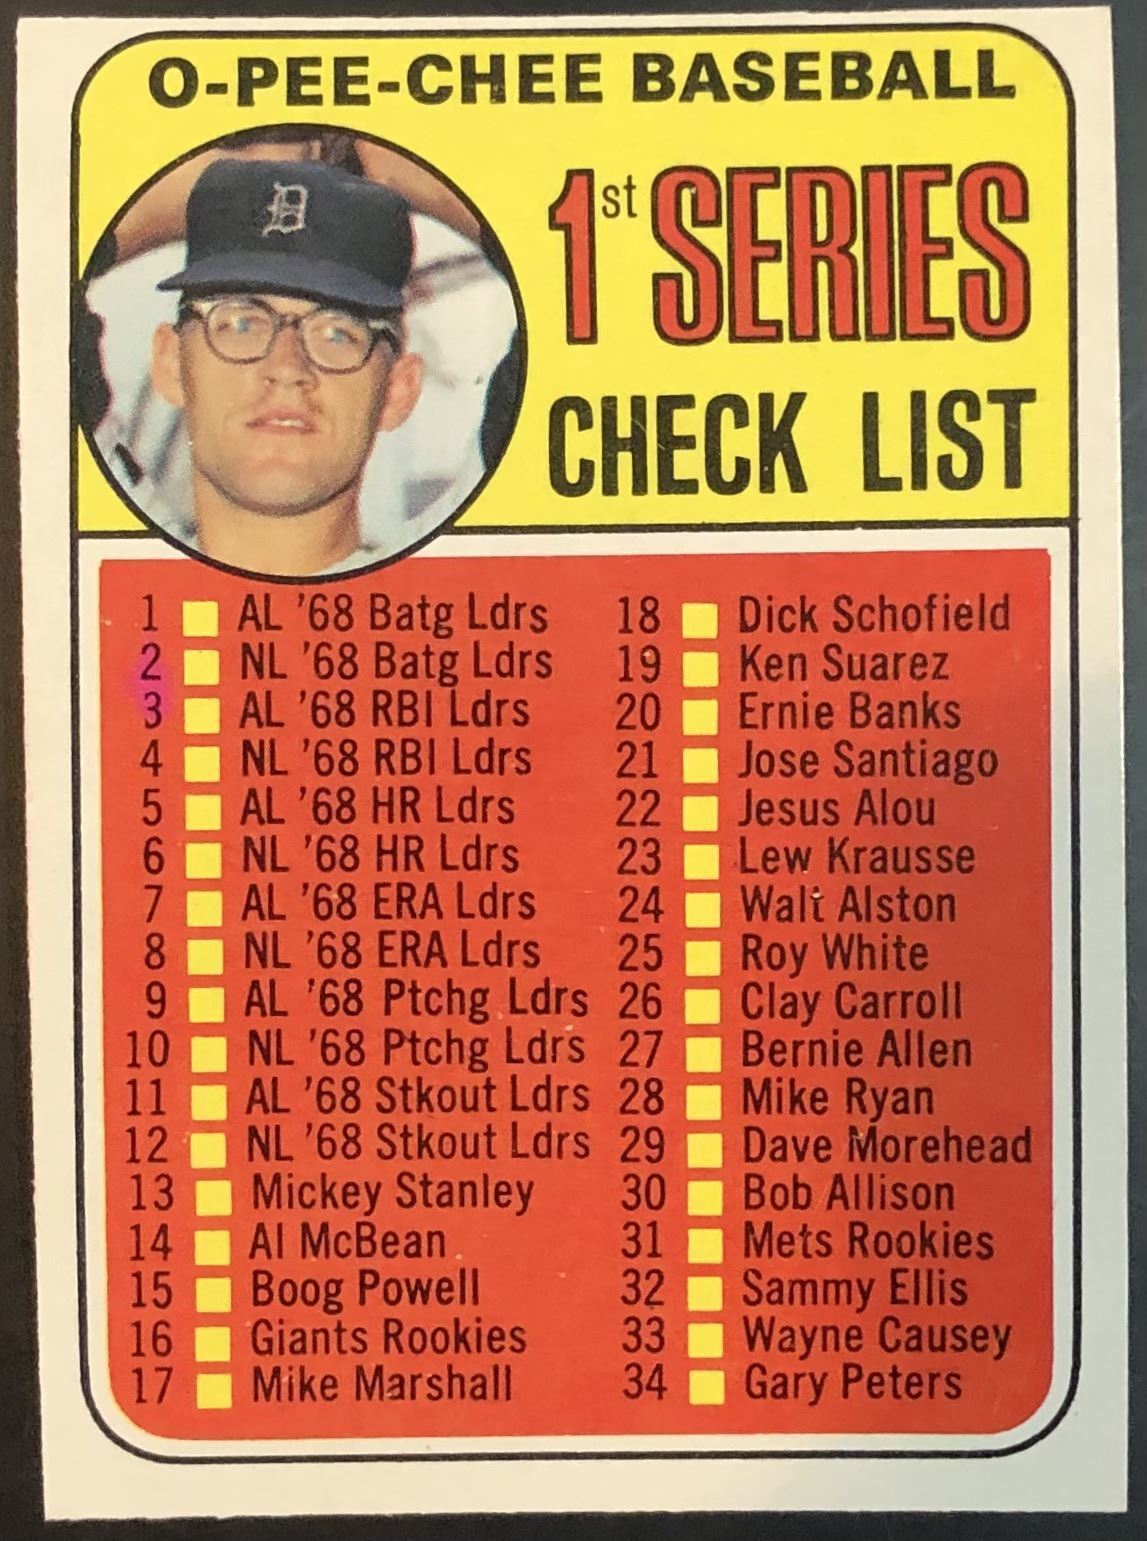 O-PEE-CHEE BASEBALL
D
1st SERIES
CHECK LIST
1 AL '68 Batg Ldrs
2 NL '68 Batg Ldrs
3 AL '68 RBI Ldrs
4 NL '68 RBI Ldrs
5 AL '68 HR Ldrs
6 NL '68 HR Ldrs
7 AL '68 ERA Ldrs
8 NL '68 ERA Ldrs
9 AL '68 Ptchg Ldrs
10 NL '68 Ptchg Ldrs
11 AL '68 Stkout Ldrs
12 NL '68 Stkout Ldrs
13 Mickey Stanley
14 Al McBean
15 Boog Powell
16 Giants Rookies
17 Mike Marshall
18 Dick Schofield
19 Ken Suarez
20 Ernie Banks
21 Jose Santiago
22 Jesus Alou
23 Lew Krausse
24 Walt Alston
25 Roy White
26 Clay Carroll
27 Bernie Allen
28 Mike Ryan
29 Dave Morehead
30 Bob Allison
31 Mets Rookies
32 Sammy Ellis
33 Wayne Causey
34 Gary Peters